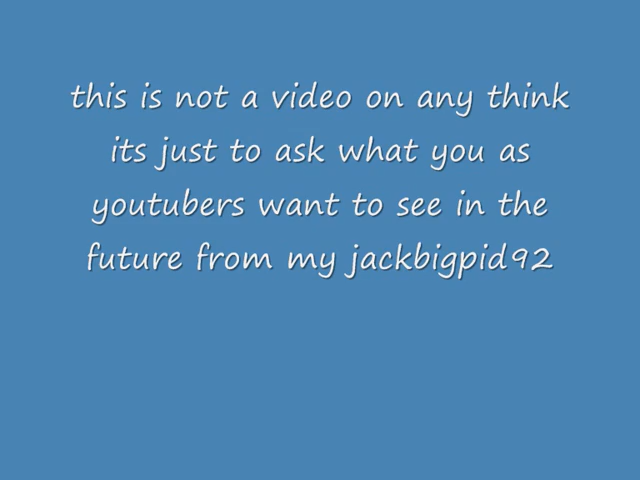 this is not a video on any think
its just to ask what you as
youtubers want to see in the
future from my jackbigpid92